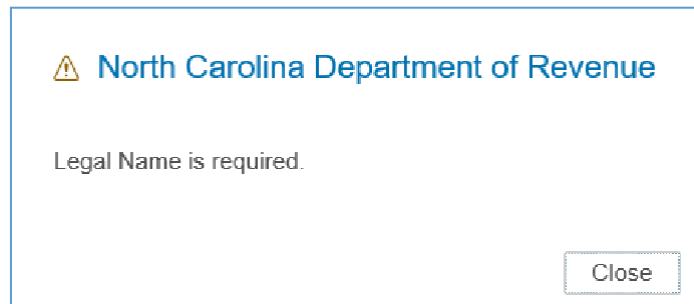 North Carolina Department of Revenue
Legal Name is required.
Close